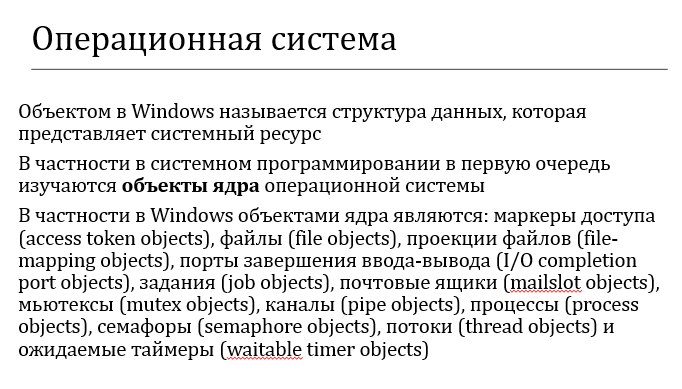 Операционная система
Объектом в Windows называется структура данных, которая
представляет системный ресурс
В частности в системном программировании в первую очередь
изучаются объекты ядра операционной системы
В частности в Windows объектами ядра являются: маркеры доступа
(access token objects), файлы (file objects), проекции файлов (file-
mapping objects), порты завершения ввода-вывода (I/O completion
port objects), задания (job objects), почтовые ящики (mailslot objects),
мьютексы (mutex objects), каналы (pipe objects), процессы (process
objects), семафоры (semaphore objects), потоки (thread objects) и
ожидаемые таймеры (waitable timer objects)